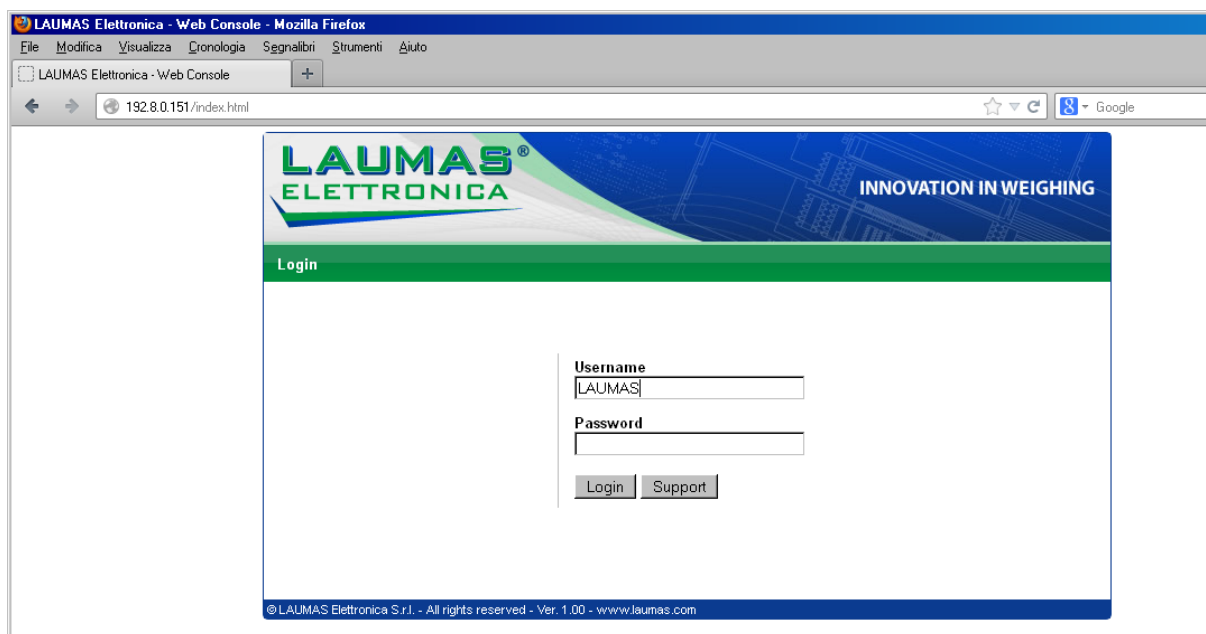 LAUMAS Elettronica - Web Console - Mozilla Firefox
File Modifica Visualizza Cronologia Segnalibri Strumenti Aiuto
LAUMAS Elettronica - Web Console +
192.8.0.151/index.html 8 Google
LAUMAS®
ELETTRONICA
INNOVATION IN WEIGHING
Login
Username
LAUMAS
Password
Login Support
© LAUMAS Elettronica S.r.l. - All rights reserved - Ver. 1.00 - www.laumas.com